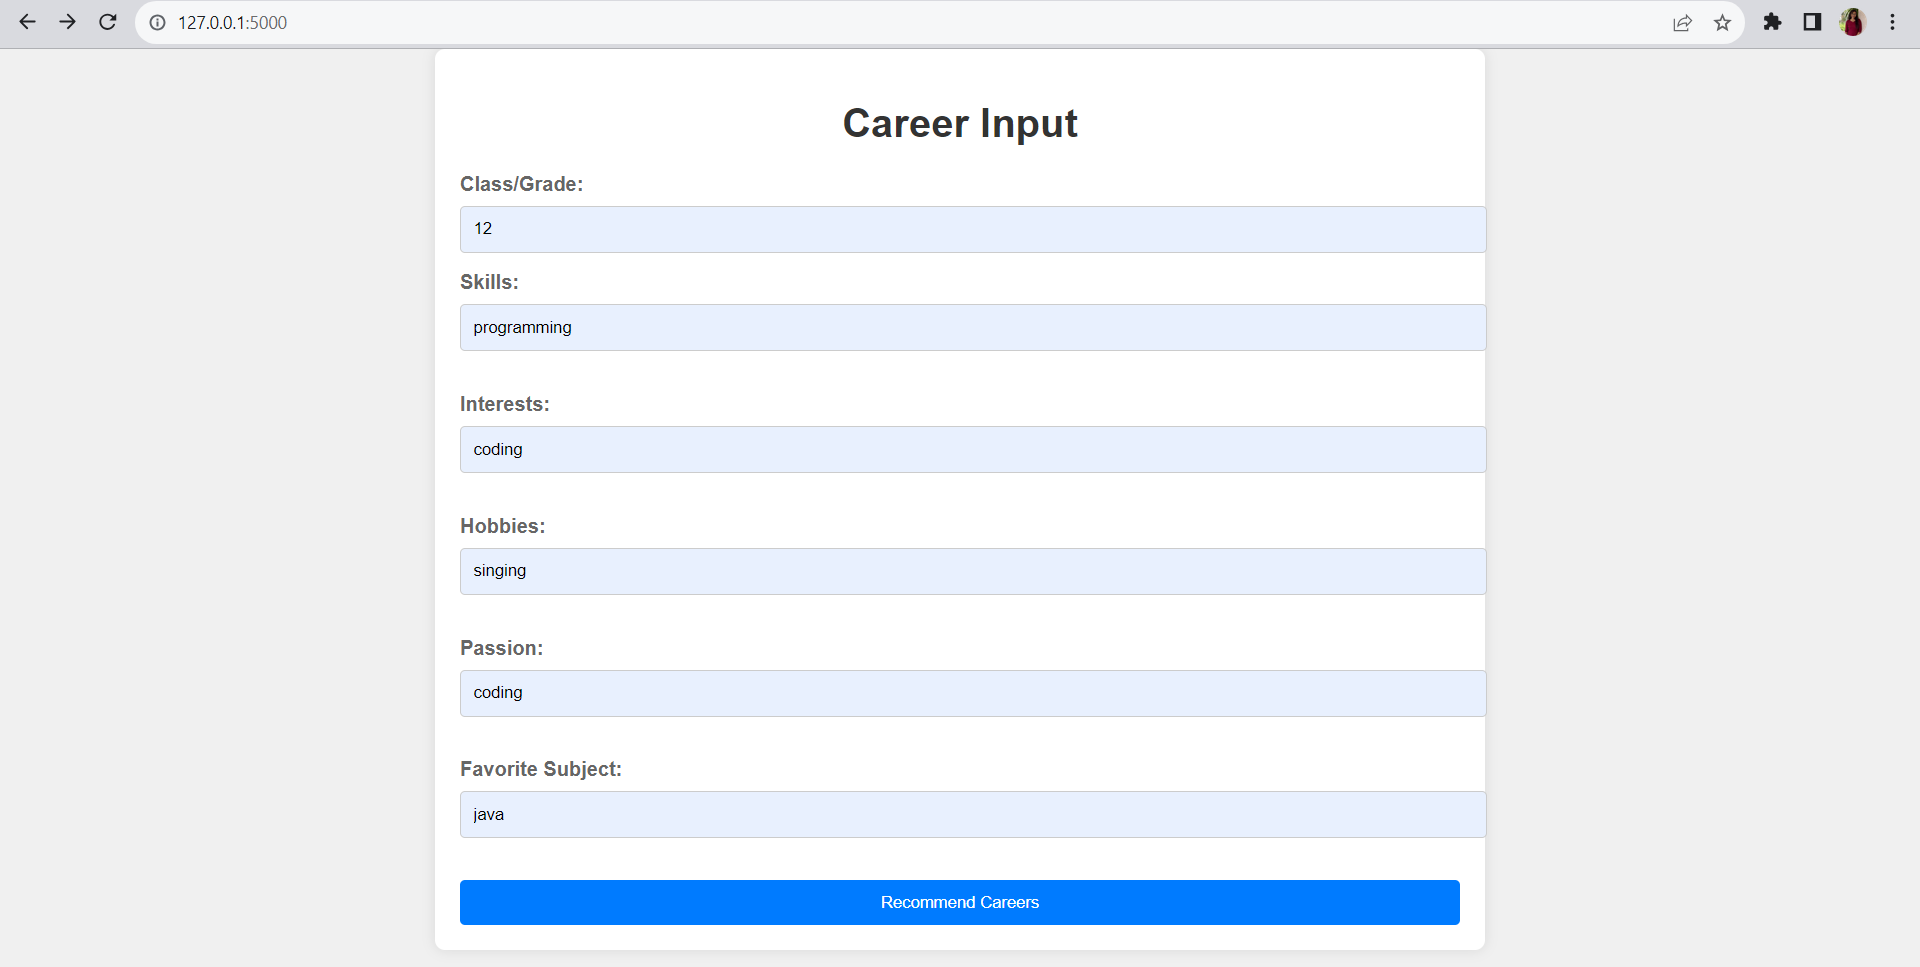 127.0.0.1:5000
Career Input
Class/Grade:
12
Skills:
programming
Interests:
coding
Hobbies:
singing
Passion:
coding
Favorite Subject:
java
Recommend Careers